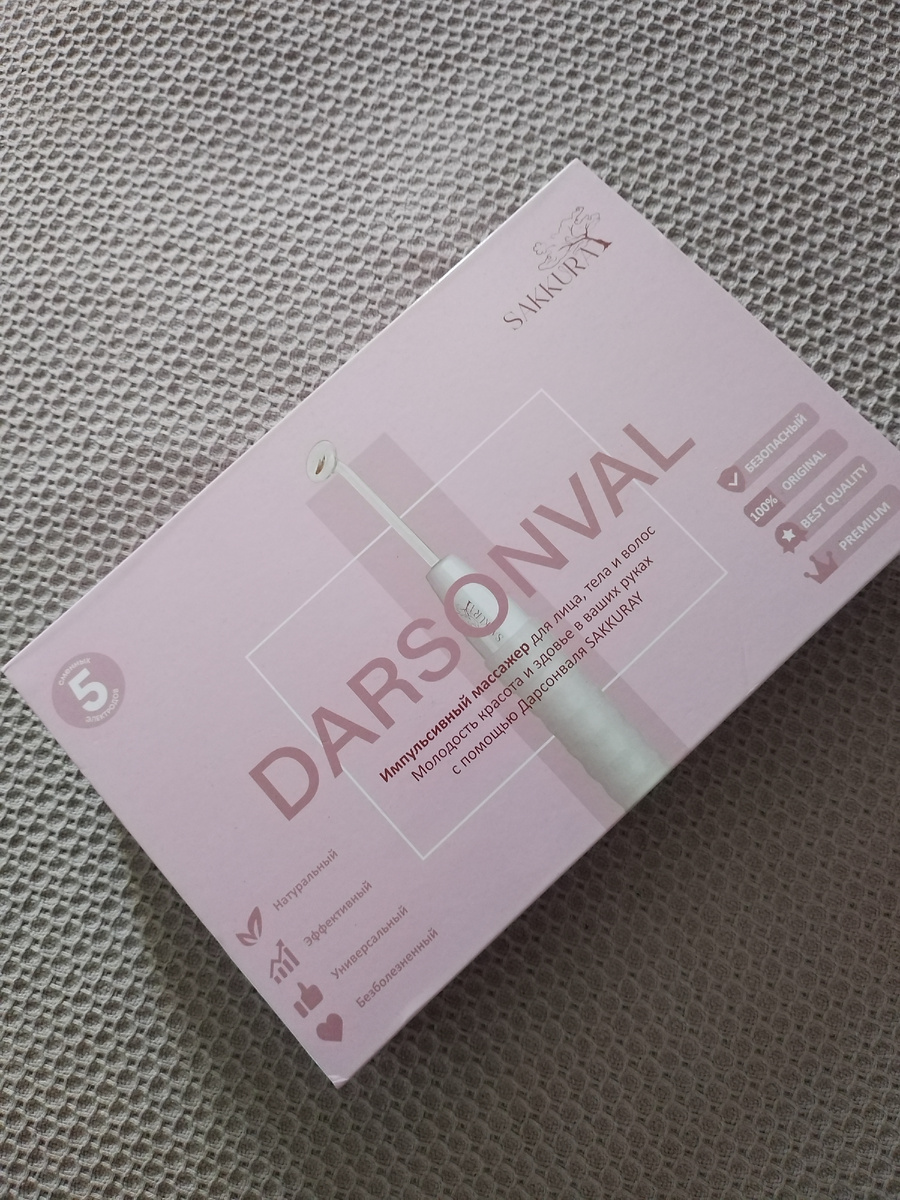 SAKKURAY
БЕЗОПАСНЫЙ
100% ORIGINAL
BEST QUALITY
PREMIUM
DARSONVAL
Импульсивный массажер для лица, тела и волос
Молодость красота и здовье в ваших руках
с помощью Дарсонваля SAKKURAY
SAKKURAY
СМЕННЫХ
5
ЭЛЕКТРОДОВ
Натуральный
Эффективный
Универсальный
Безболезненный